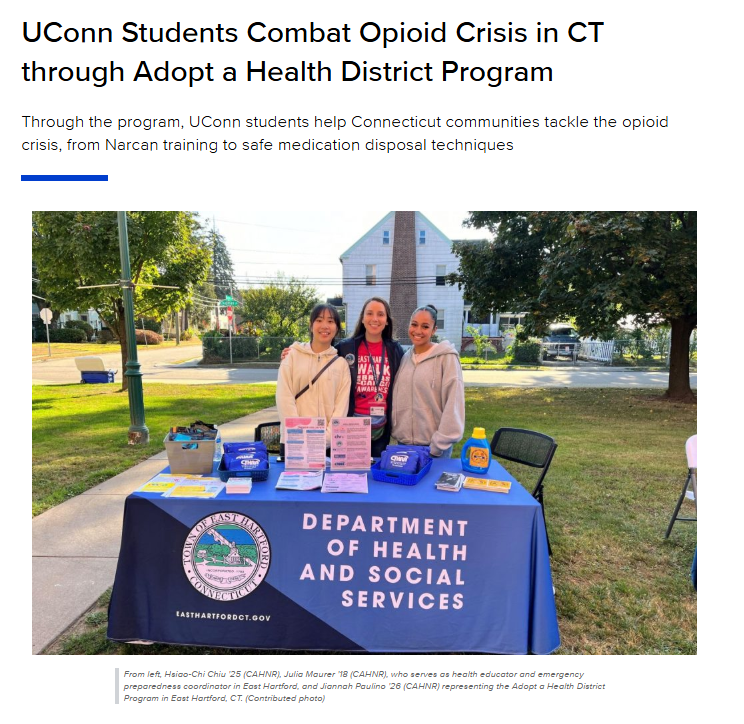 UConn Students Combat Opioid Crisis in CT
through Adopt a Health District Program
Through the program, UConn students help Connecticut communities tackle the opioid
crisis, from Narcan training to safe medication disposal techniques
EAST HARTFORD
WALK
AWARENESS
TOWN OF EAST HARTFORD
CONNECTICUT
EASTHARTFORDCT.GOV
DEPARTMENT
OF HEALTH
AND SOCIAL
SERVICES
From left, Hsiao-Chi Chiu '25 (CAHNR), Julia Maurer '18 (CAHNR), who serves as health educator and emergency
preparedness coordinator in East Hartford, and Jiannah Paulino '26 (CAHNR) representing the Adopt a Health District
Program in East Hartford, CT. (Contributed photo)